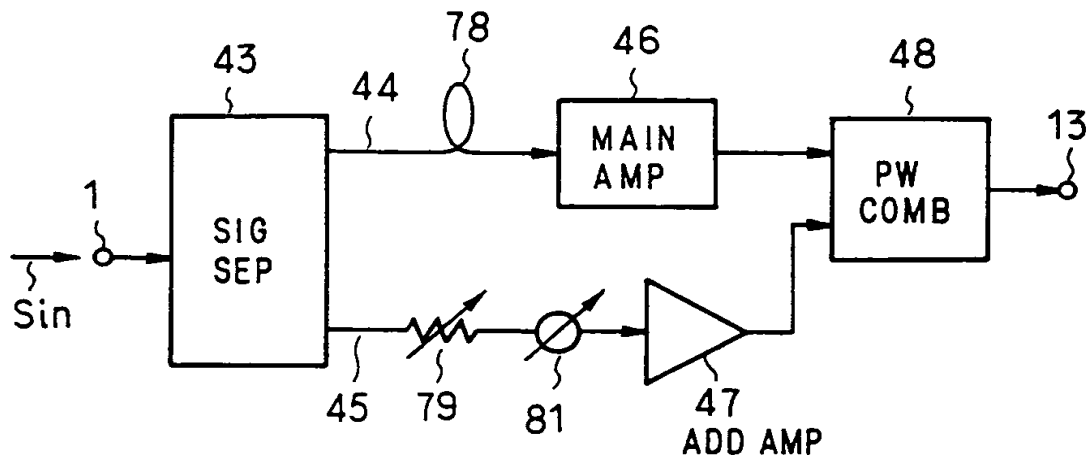 43
44
78
46
48
13
MAIN
AMP
PW
COMB
1
SIG
SEP
Sin
45
79
81
47
ADD AMP